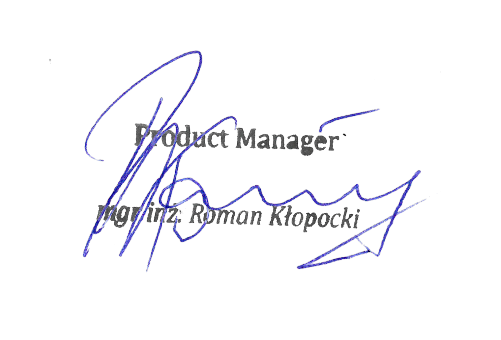 Product Manager
mgr inż. Roman Kłopocki